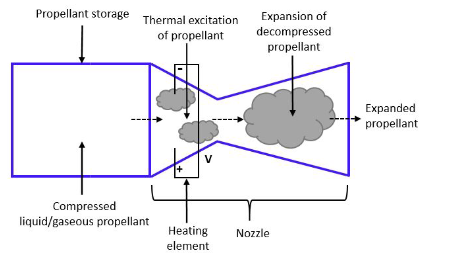 Propellant storage
Thermal excitation
of propellant
Expansion of
decompressed
propellant
-
Expanded
propellant
V
+
Compressed
liquid/gaseous propellant
Heating
element
Nozzle